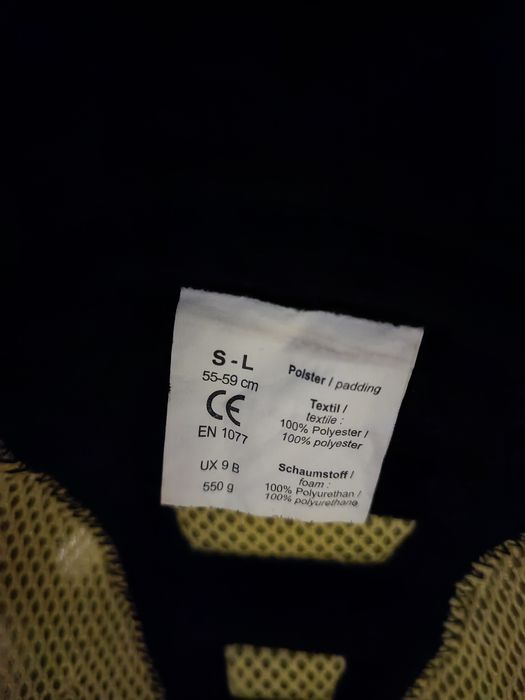 S - L
55-59 cm
CE
EN 1077
UX 9 B
550 g
Polster / padding
Textil /
textile :
100% Polyester /
100% polyester
Schaumstoff /
foam :
100% Polyurethan /
100% polyurethane